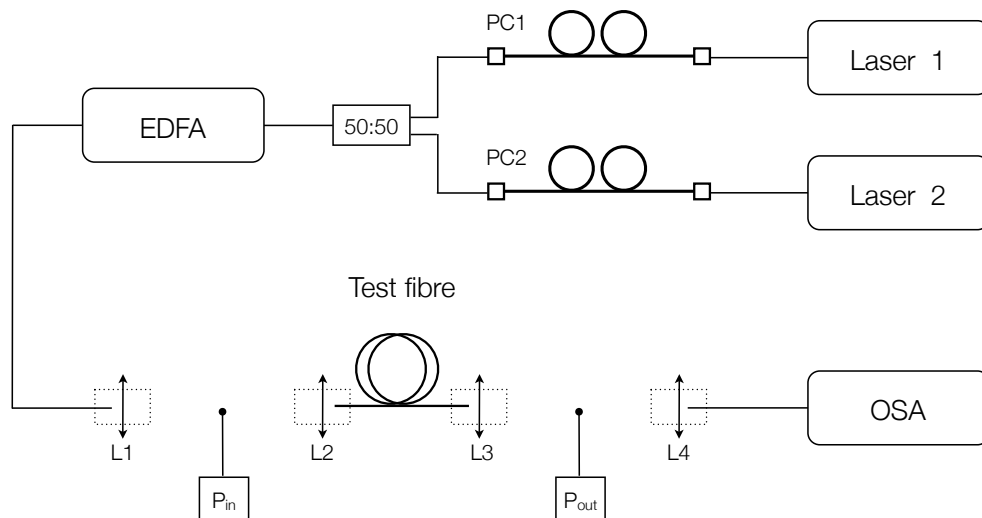 PC1
Laser 1
EDFA
50:50
PC2
Laser 2
Test fibre
OSA
L1
L2
L3
L4
Pin
Pout